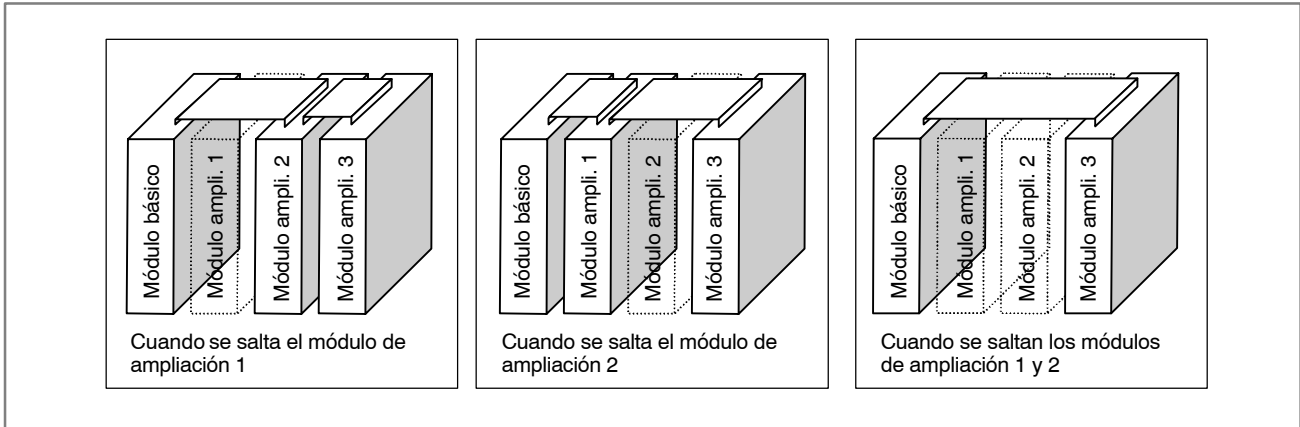 Módulo básico
Módulo ampli. 1
Módulo ampli. 2
Módulo ampli. 3
Cuando se salta el módulo de
ampliación 1
Módulo básico
Módulo ampli. 1
Módulo ampli. 2
Módulo ampli. 3
Cuando se salta el módulo de
ampliación 2
Módulo básico
Módulo ampli. 1
Módulo ampli. 2
Módulo ampli. 3
Cuando se saltan los módulos
de ampliación 1 y 2